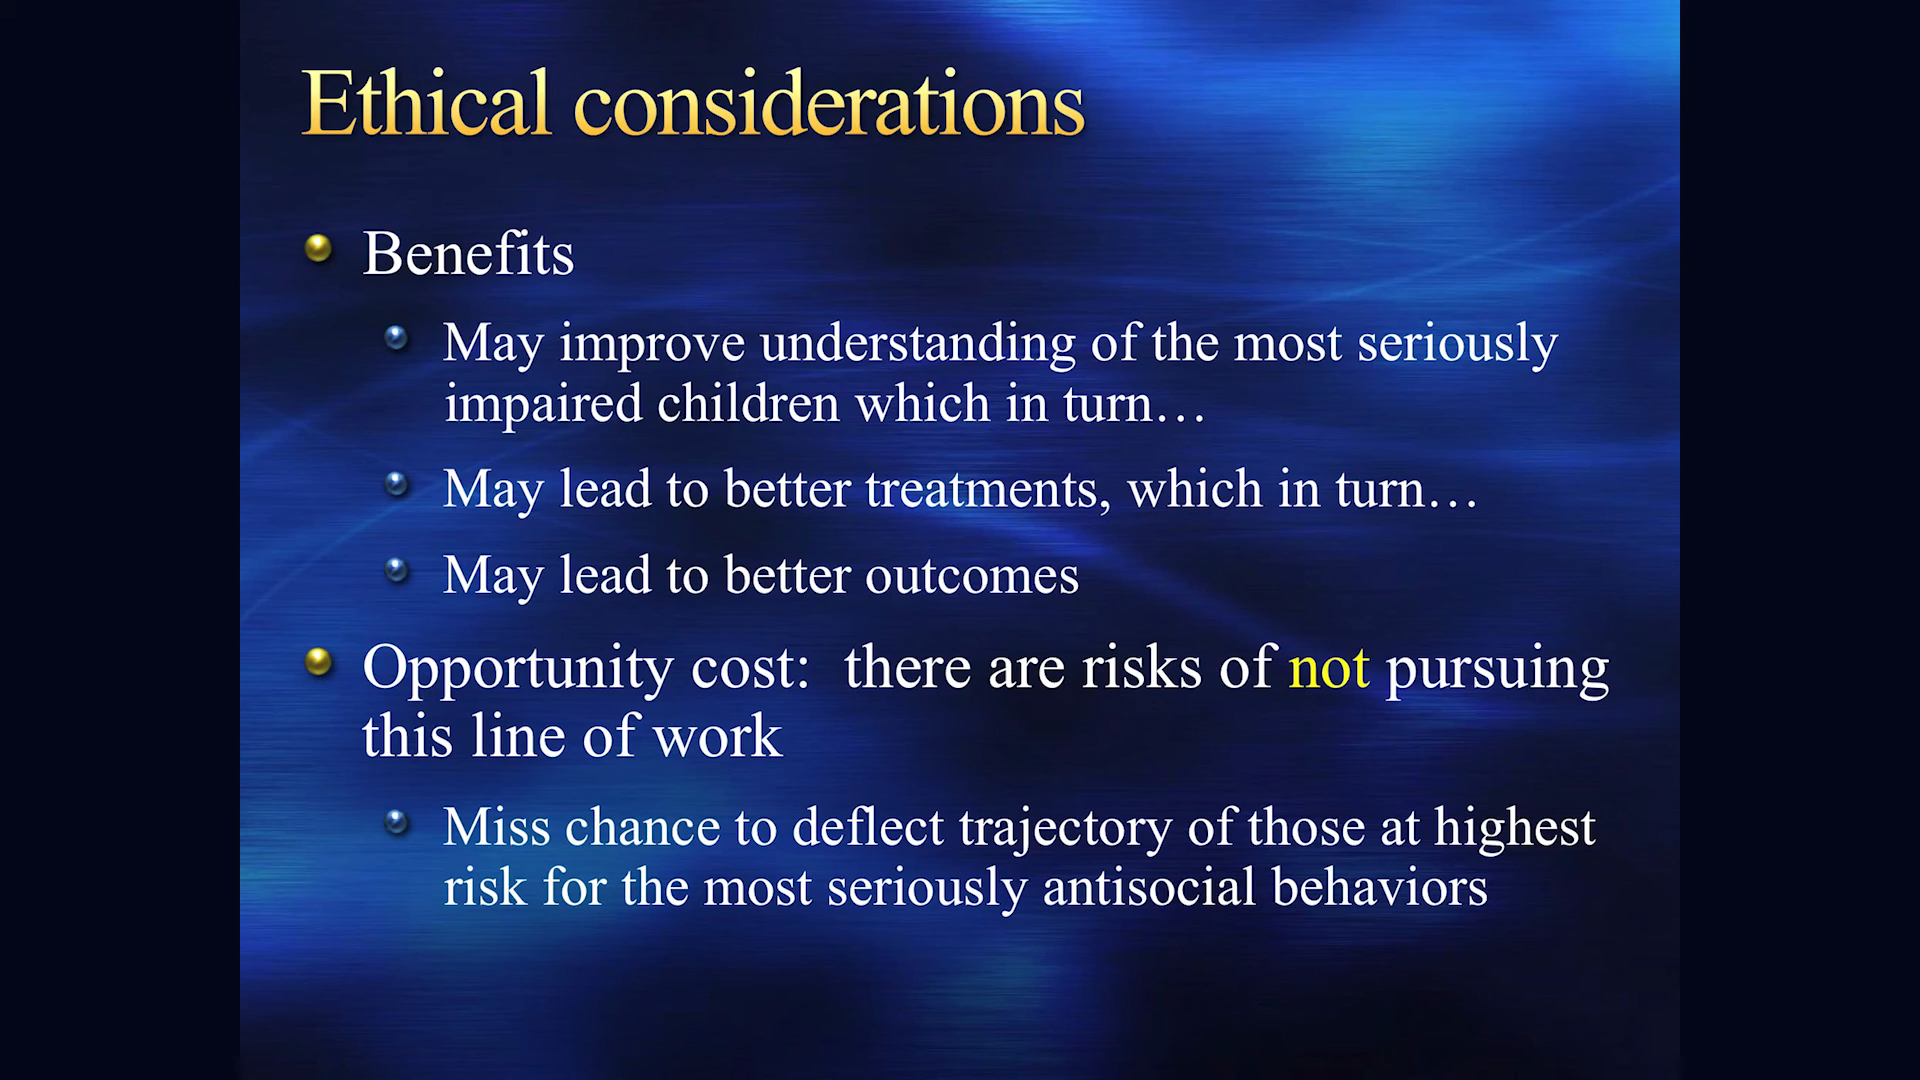 Ethical considerations
Benefits
May improve understanding of the most seriously
impaired children which in turn…
May lead to better treatments, which in turn…
May lead to better outcomes
Opportunity cost:  there are risks of not pursuing
this line of work
Miss chance to deflect trajectory of those at highest
risk for the most seriously antisocial behaviors